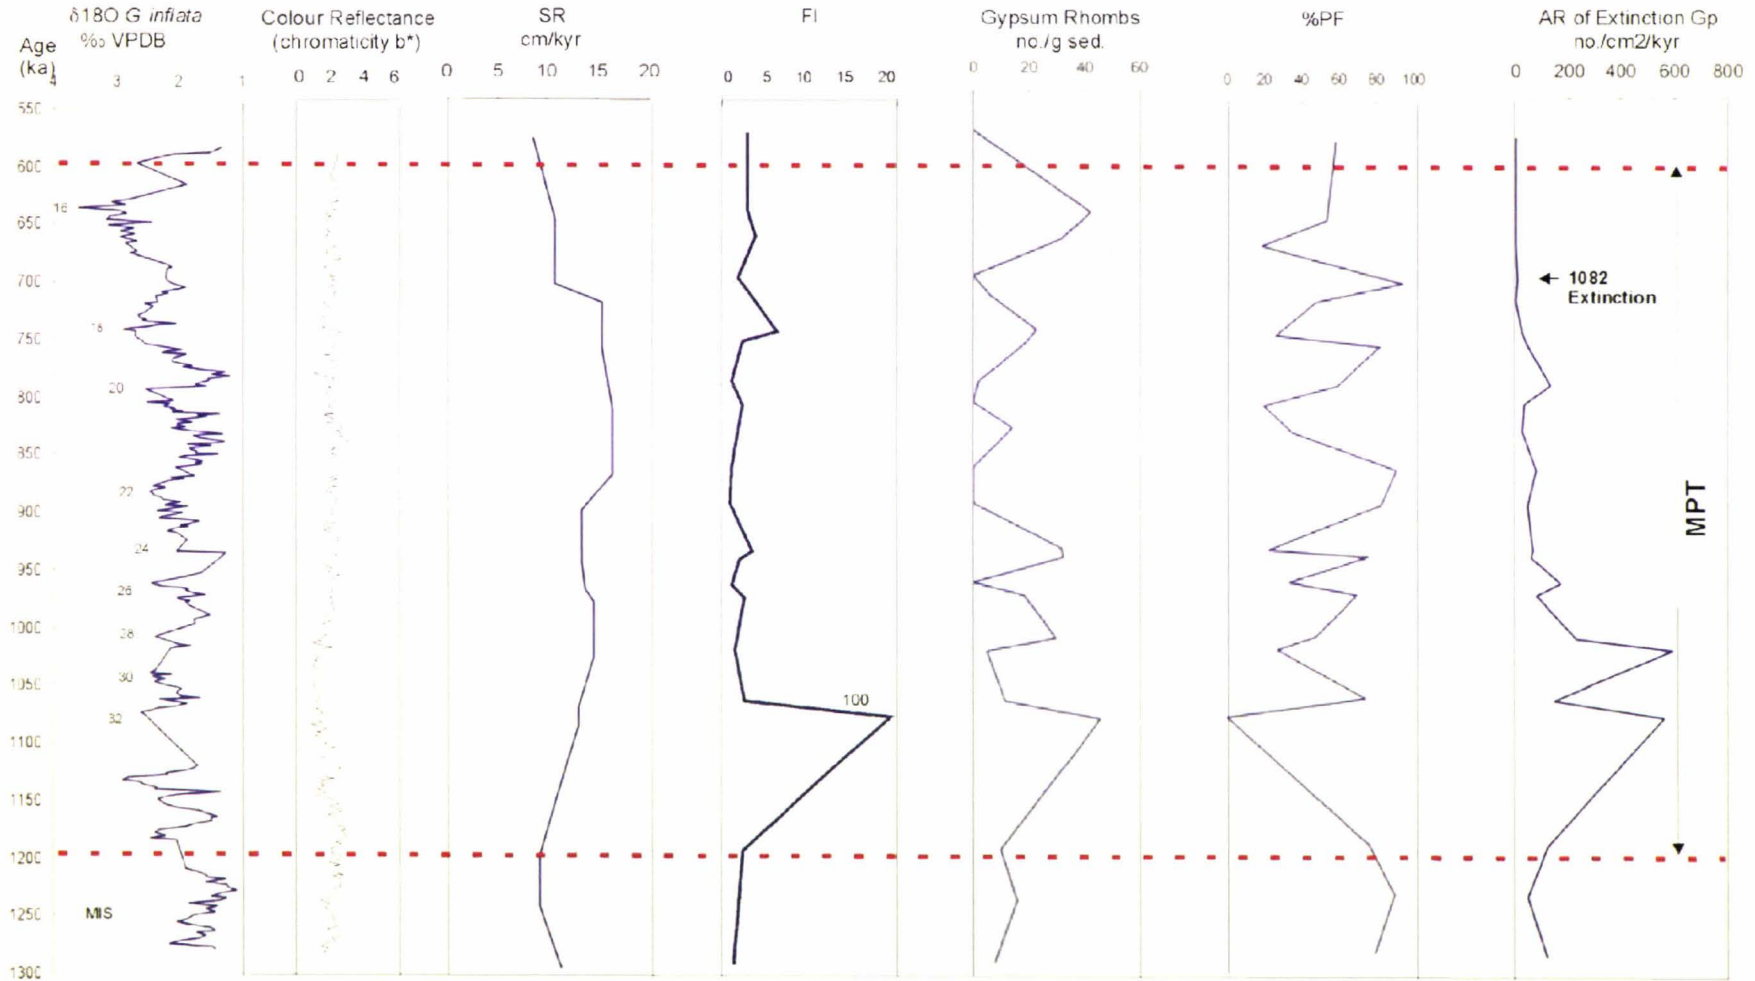 δ18O G inflata
‰ VPDB
Age
(ka)
4 3 2 1
Colour Reflectance
(chromaticity b*)
0 2 4 6
SR
cm/kyr
0 5 10 15 20
FI
0 5 10 15 20
Gypsum Rhombs
no./g sed.
0 20 40 60
%PF
0 20 40 60 80 100
AR of Extinction Gp
no./cm2/kyr
0 200 400 600 800
550
600
650
700
750
800
850
900
950
1000
1050
1100
1150
1200
1250
1300
16
18
20
22
24
26
28
30
32
MIS
100
1082
Extinction
MPT